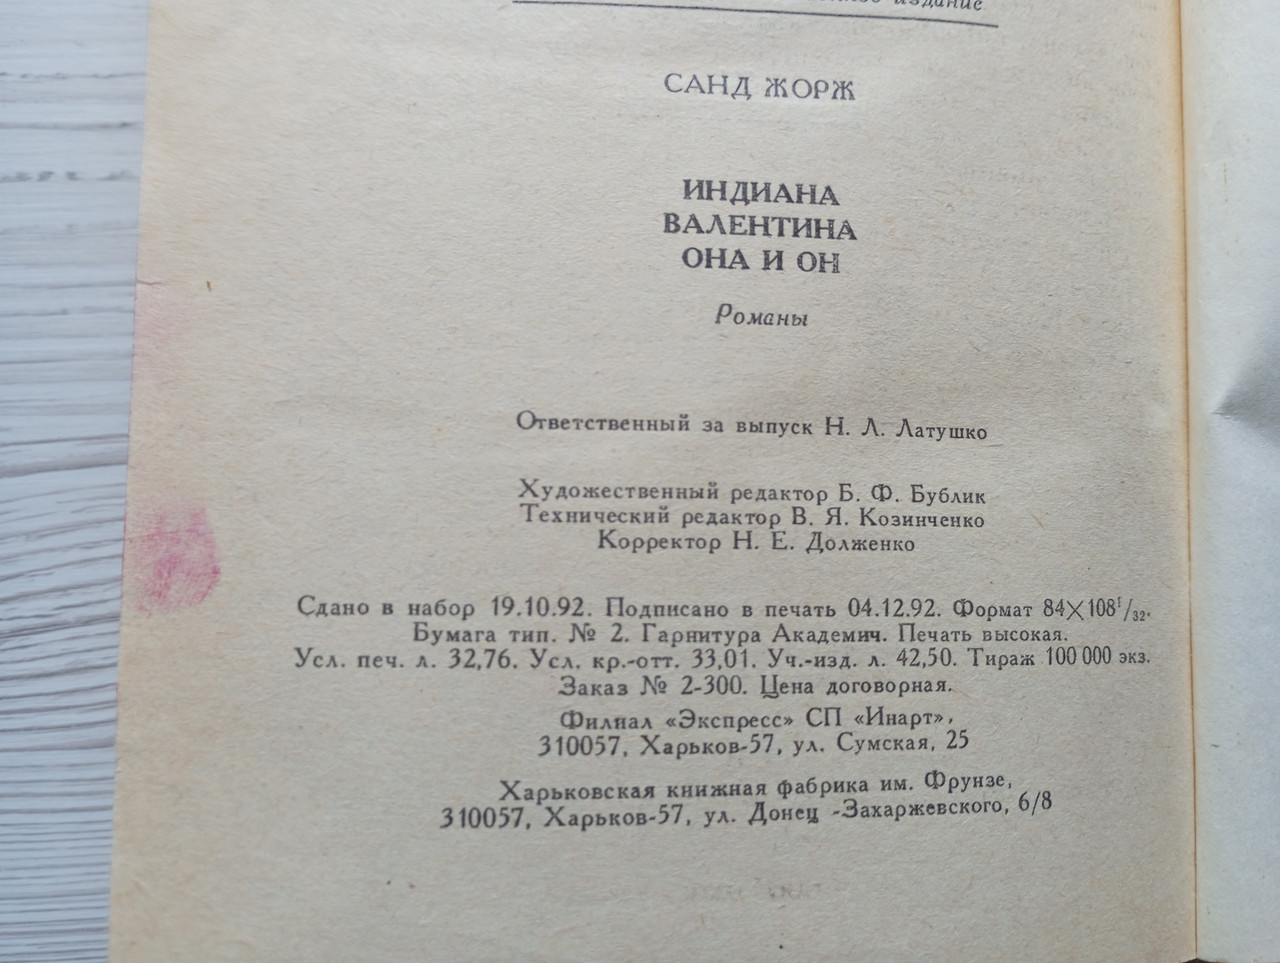 издание
САНД ЖОРЖ
ИНДИАНА
ВАЛЕНТИНА
ОНА И ОН
Романы
Ответственный за выпуск Н. Л. Латушко
Художественный редактор Б. Ф. Бублик
Технический редактор В. Я. Козинченко
Корректор Н. Е. Долженко
Сдано в набор 19.10.92. Подписано в печать 04.12.92. Формат 84×108¹/₃₂.
Бумага тип. № 2. Гарнитура Академич. Печать высокая.
Усл. печ. л. 32,76. Усл. кр.-отт. 33,01. Уч.-изд. л. 42,50. Тираж 100 000 экз.
Заказ № 2-300. Цена договорная.
Филиал «Экспресс» СП «Инарт»,
310057, Харьков-57, ул. Сумская, 25
Харьковская книжная фабрика им. Фрунзе,
310057, Харьков-57, ул. Донец -Захаржевского, 6/8